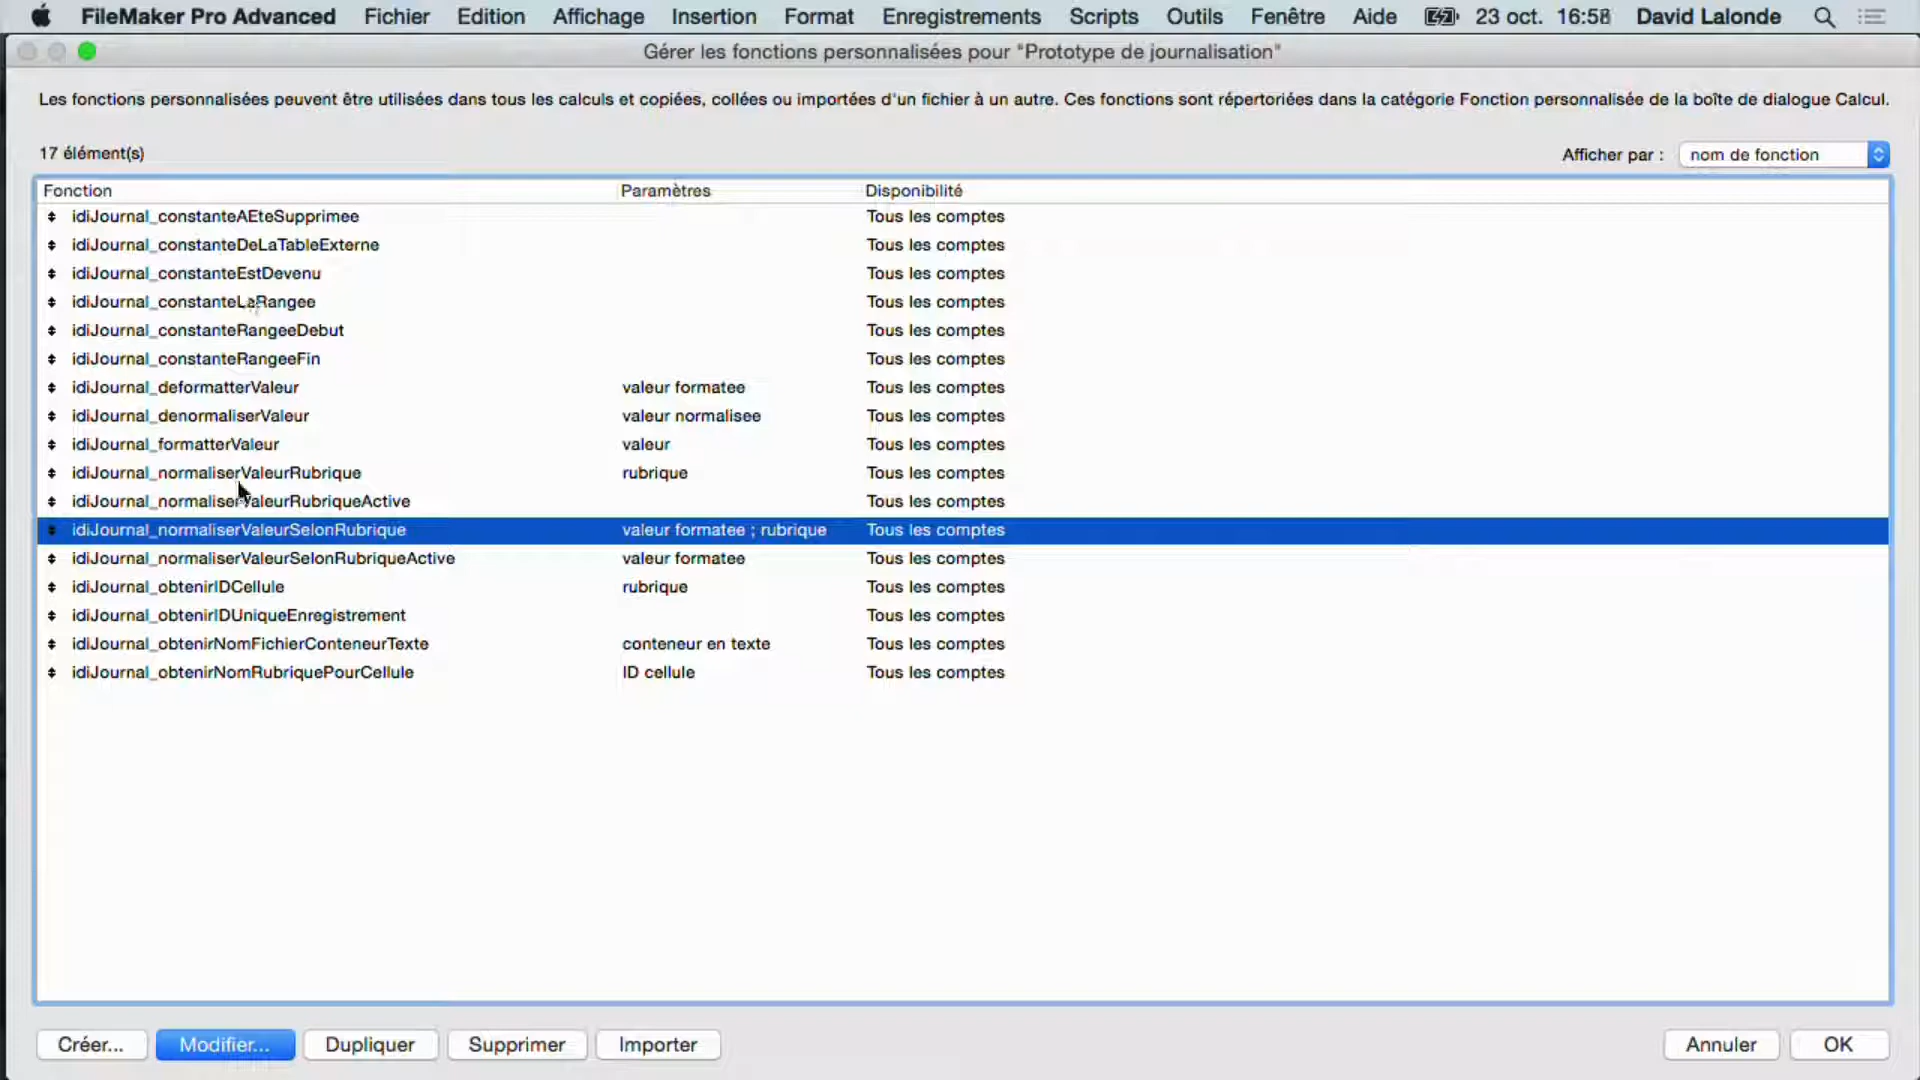 FileMaker Pro Advanced Fichier Edition Affichage Insertion Format Enregistrements Scripts Outils Fenêtre Aide 23 oct. 16:58 David Lalonde
Gérer les fonctions personnalisées pour "Prototype de journalisation"
Les fonctions personnalisées peuvent être utilisées dans tous les calculs et copiées, collées ou importées d'un fichier à un autre. Ces fonctions sont répertoriées dans la catégorie Fonction personnalisée de la boîte de dialogue Calcul.
17 élément(s) Afficher par : nom de fonction
Fonction Paramètres Disponibilité
idiJournal_constanteAEteSupprimee Tous les comptes
idiJournal_constanteDeLaTableExterne Tous les comptes
idiJournal_constanteEstDevenu Tous les comptes
idiJournal_constanteLaRangee Tous les comptes
idiJournal_constanteRangeeDebut Tous les comptes
idiJournal_constanteRangeeFin Tous les comptes
idiJournal_deformatterValeur valeur formatee Tous les comptes
idiJournal_denormaliserValeur valeur normalisee Tous les comptes
idiJournal_formatterValeur valeur Tous les comptes
idiJournal_normaliserValeurRubrique rubrique Tous les comptes
idiJournal_normaliserValeurRubriqueActive Tous les comptes
idiJournal_normaliserValeurSelonRubrique valeur formatee ; rubrique Tous les comptes
idiJournal_normaliserValeurSelonRubriqueActive valeur formatee Tous les comptes
idiJournal_obtenirIDCellule rubrique Tous les comptes
idiJournal_obtenirIDUniqueEnregistrement Tous les comptes
idiJournal_obtenirNomFichierConteneurTexte conteneur en texte Tous les comptes
idiJournal_obtenirNomRubriquePourCellule ID cellule Tous les comptes
Créer... Modifier... Dupliquer Supprimer Importer Annuler OK